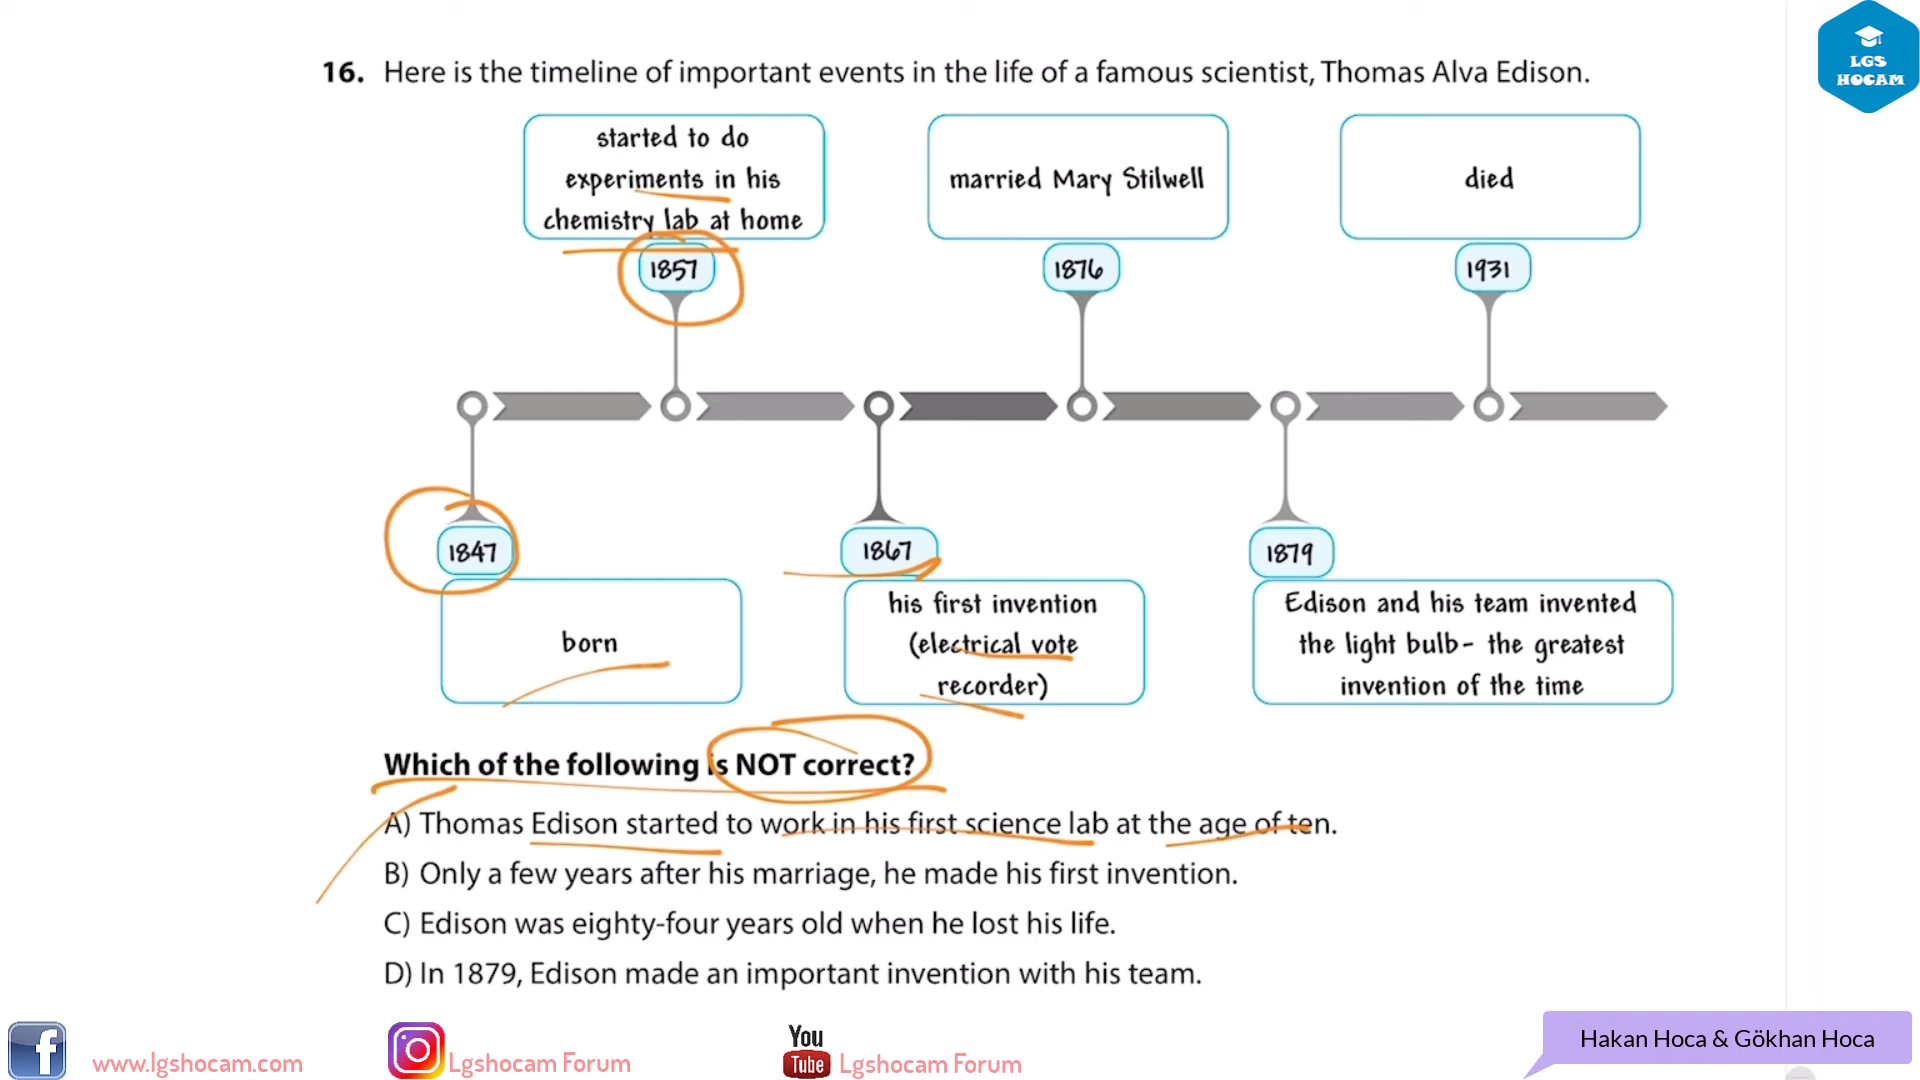 LGS
HOCAM
16. Here is the timeline of important events in the life of a famous scientist, Thomas Alva Edison.
started to do
experiments in his
chemistry lab at home
1857
married Mary Stilwell
1876
died
1931
1847
born
1867
his first invention
(electrical vote
recorder)
1879
Edison and his team invented
the light bulb- the greatest
invention of the time
Which of the following is NOT correct?
A) Thomas Edison started to work in his first science lab at the age of ten.
B) Only a few years after his marriage, he made his first invention.
C) Edison was eighty-four years old when he lost his life.
D) In 1879, Edison made an important invention with his team.
f
www.lgshocam.com
Lgshocam Forum
You
Tube
Lgshocam Forum
Hakan Hoca & Gökhan Hoca